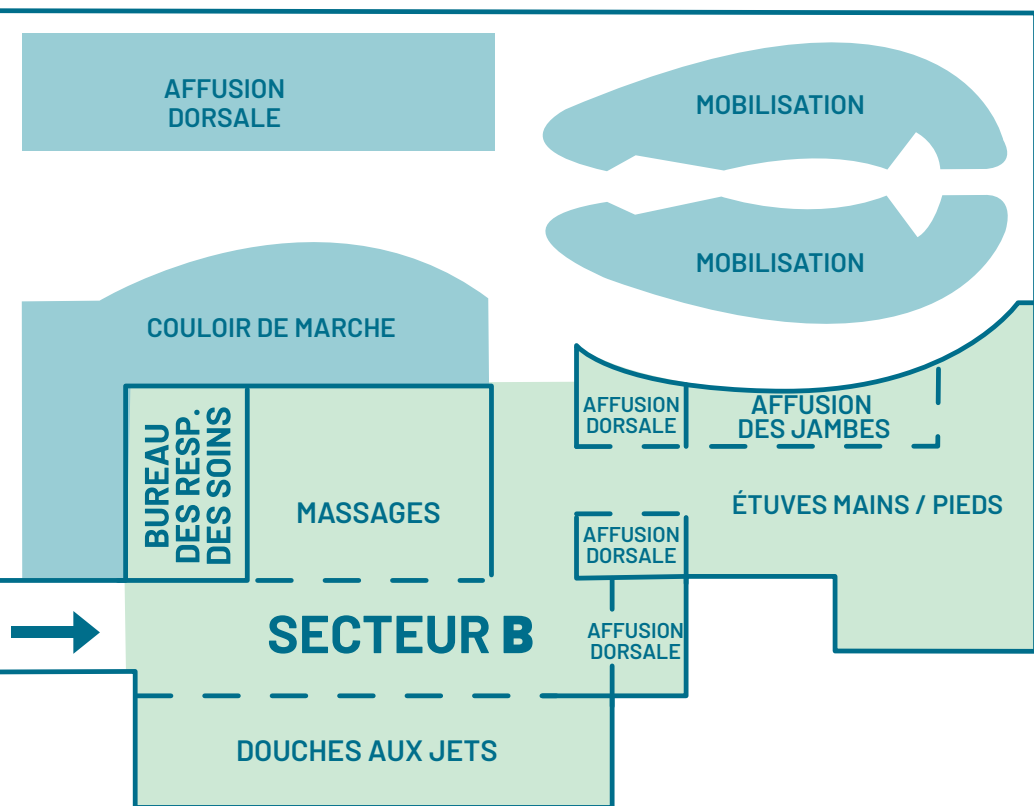 AFFUSION
DORSALE
MOBILISATION
MOBILISATION
COULOIR DE MARCHE
BUREAU
DES RESP.
DES SOINS
MASSAGES
AFFUSION
DORSALE
AFFUSION
DES JAMBES
ÉTUVES MAINS / PIEDS
AFFUSION
DORSALE
SECTEUR B
AFFUSION
DORSALE
DOUCHES AUX JETS